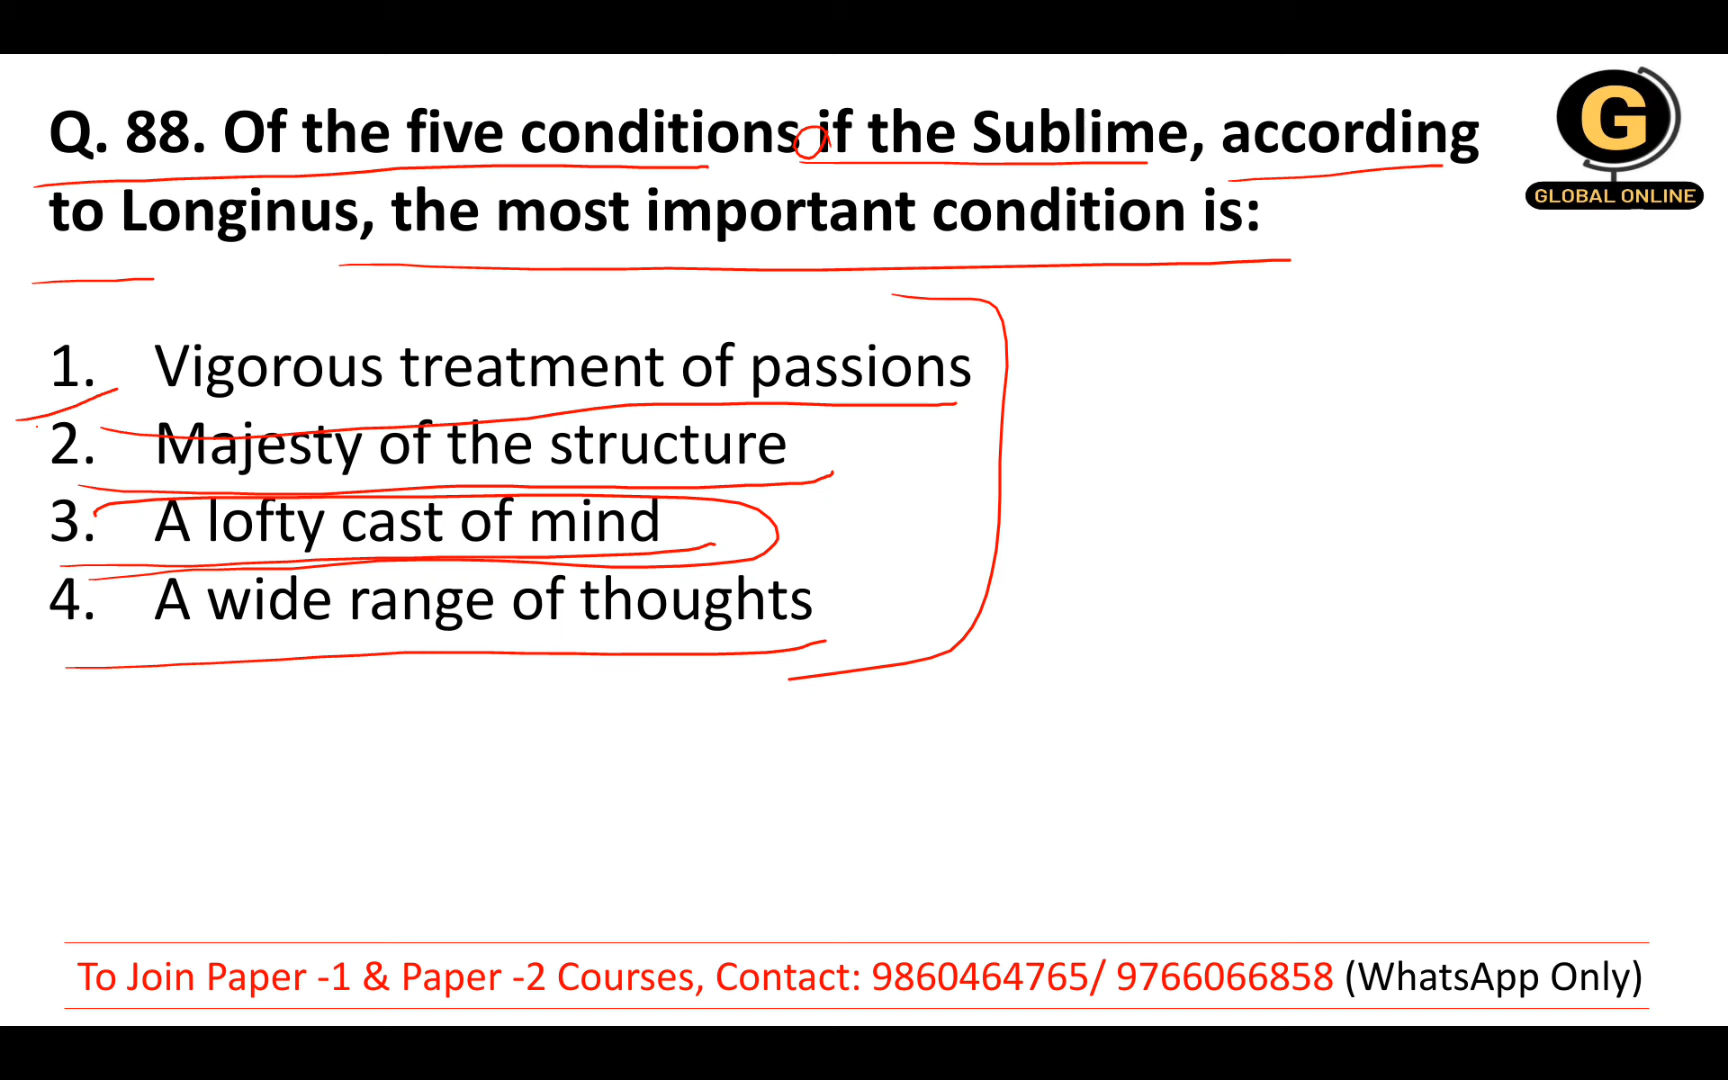 Q. 88. Of the five conditions if the Sublime, according
to Longinus, the most important condition is:
G
GLOBAL ONLINE
1. Vigorous treatment of passions
2. Majesty of the structure
3. A lofty cast of mind
4. A wide range of thoughts
To Join Paper -1 & Paper -2 Courses, Contact: 9860464765/ 9766066858 (WhatsApp Only)